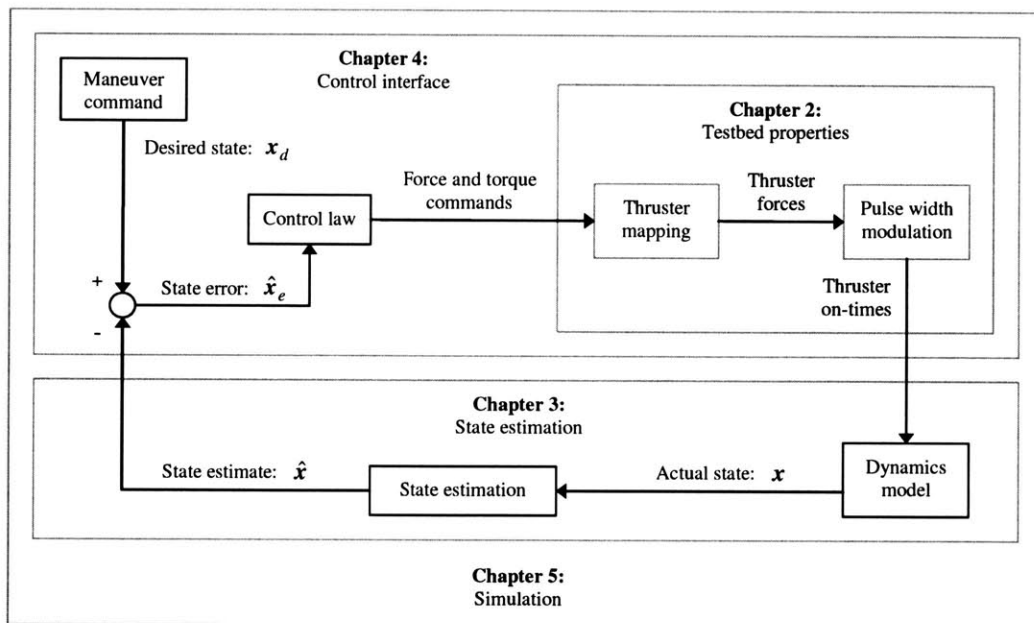 Chapter 4:
Control interface
Maneuver
command
Chapter 2:
Testbed properties
Desired state: x_d
Force and torque
commands
Thruster
forces
Control law
Thruster
mapping
Pulse width
modulation
+
State error: x̂_e
-
Thruster
on-times
Chapter 3:
State estimation
State estimate: x̂
State estimation
Actual state: x
Dynamics
model
Chapter 5:
Simulation